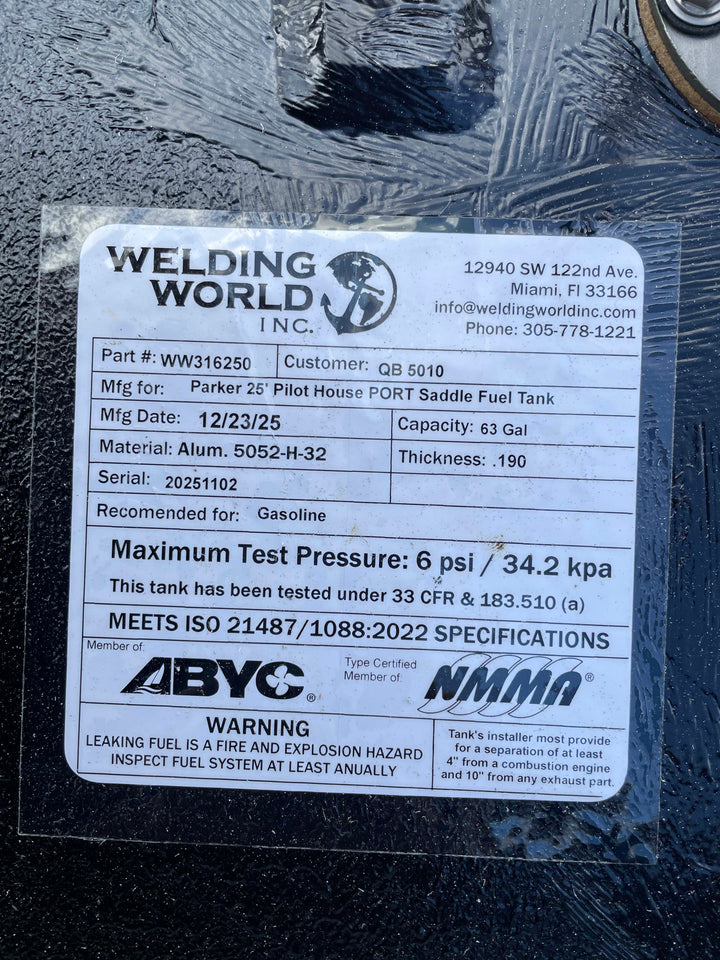 WELDING
WORLD
INC.
12940 SW 122nd Ave.
Miami, Fl 33166
info@weldingworldinc.com
Phone: 305-778-1221
Part #: WW316250 Customer: QB 5010
Mfg for: Parker 25' Pilot House PORT Saddle Fuel Tank
Mfg Date: 12/23/25 Capacity: 63 Gal
Material: Alum. 5052-H-32 Thickness: .190
Serial: 20251102
Recomended for: Gasoline
Maximum Test Pressure: 6 psi / 34.2 kpa
This tank has been tested under 33 CFR & 183.510 (a)
MEETS ISO 21487/1088:2022 SPECIFICATIONS
Member of:
ABYC®
Type Certified
Member of:
NMMA®
WARNING
LEAKING FUEL IS A FIRE AND EXPLOSION HAZARD
INSPECT FUEL SYSTEM AT LEAST ANUALLY
Tank's installer most provide
for a separation of at least
4" from a combustion engine
and 10" from any exhaust part.